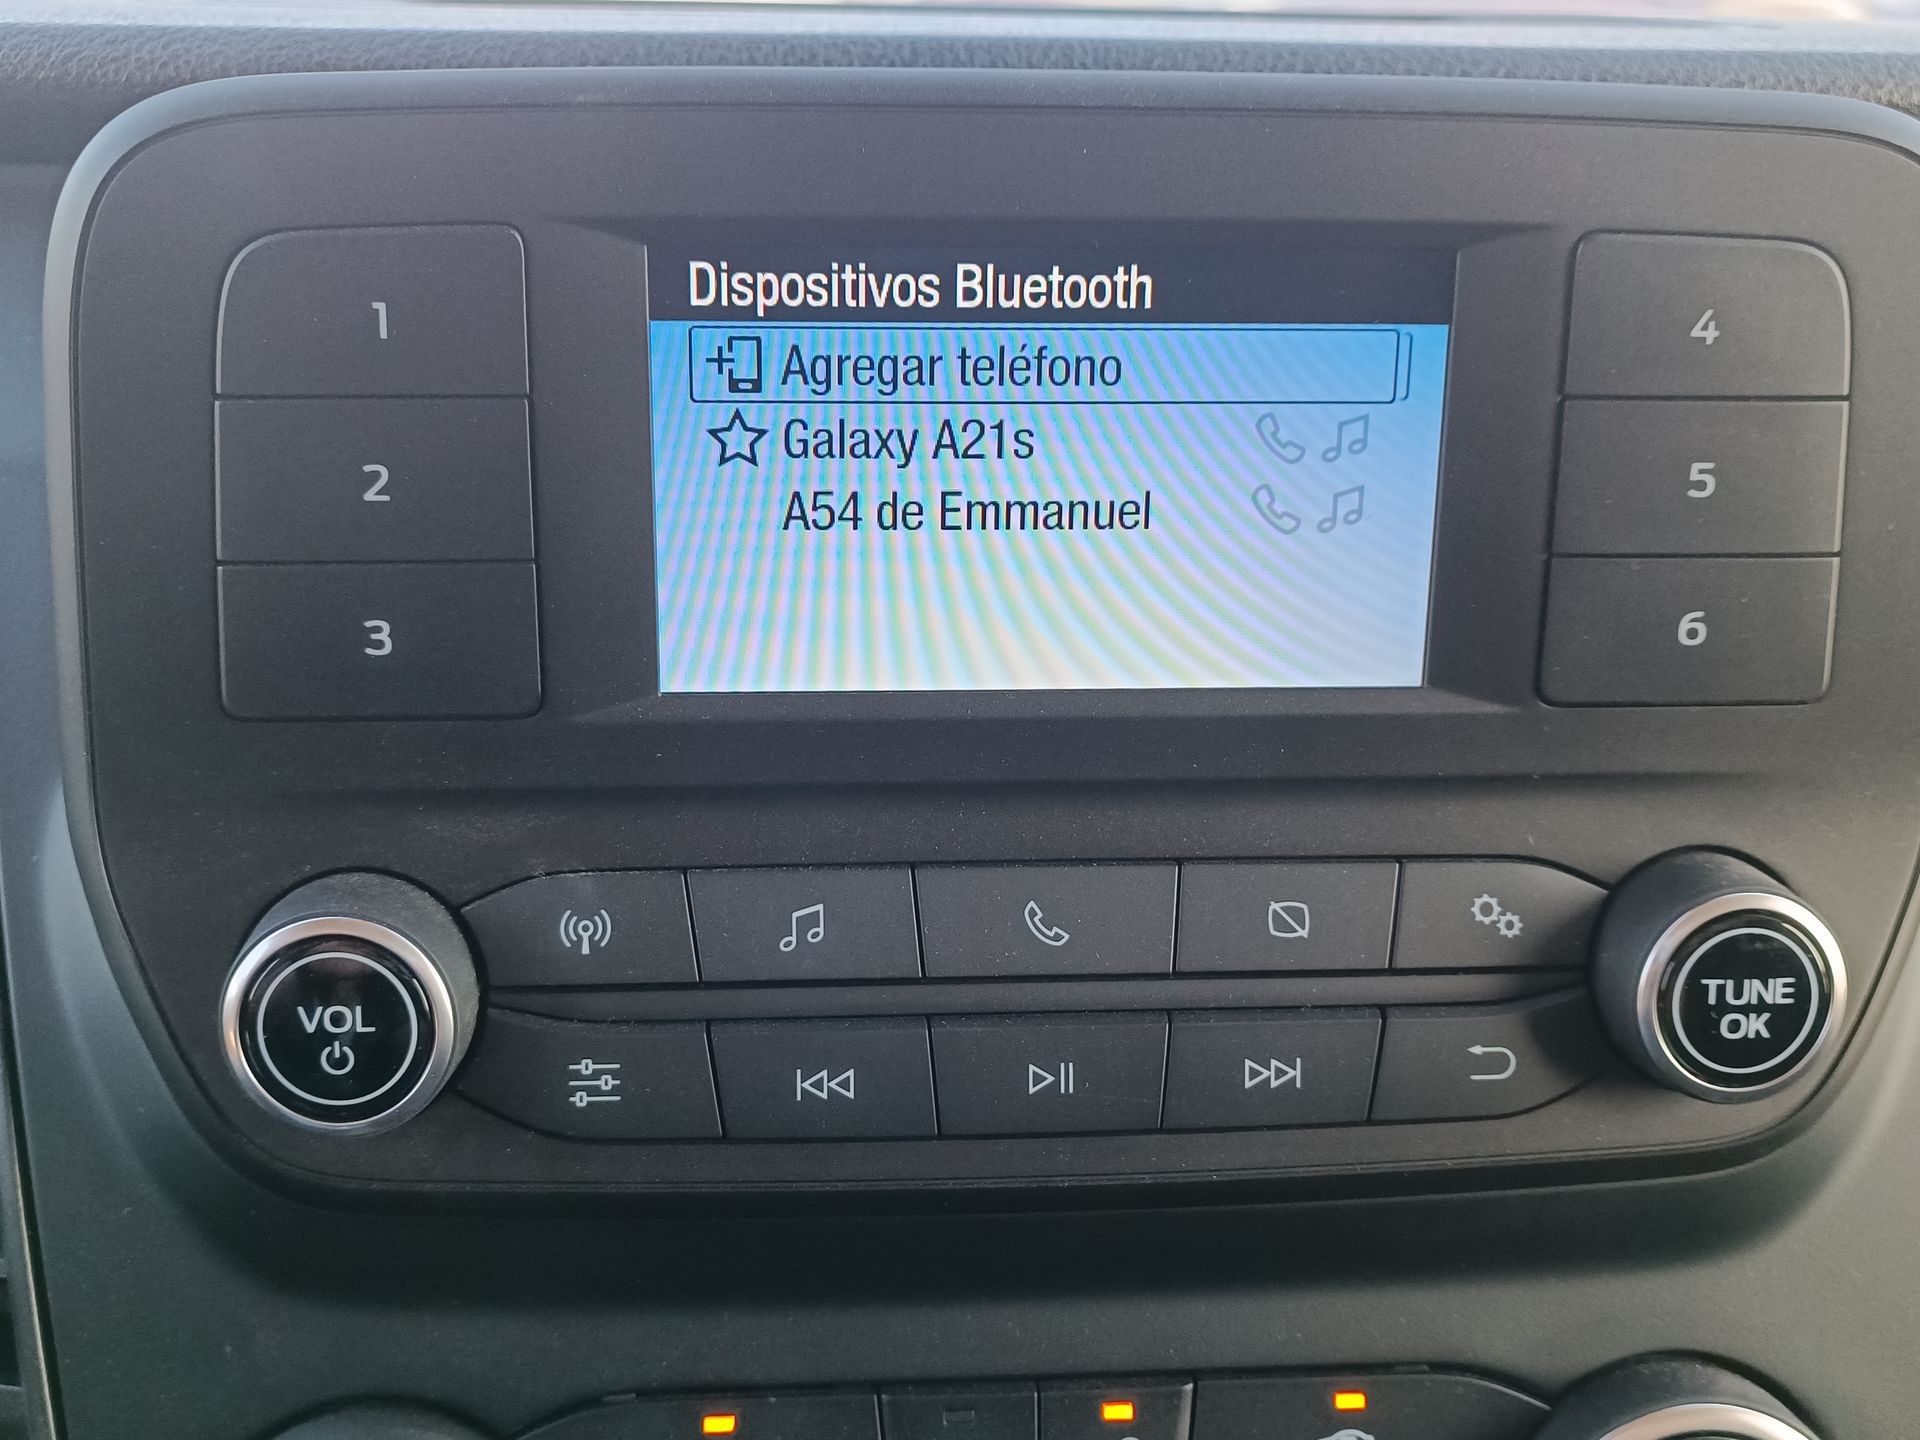 Dispositivos Bluetooth
Agregar teléfono
Galaxy A21s
A54 de Emmanuel
1
2
3
4
5
6
VOL
TUNE
OK